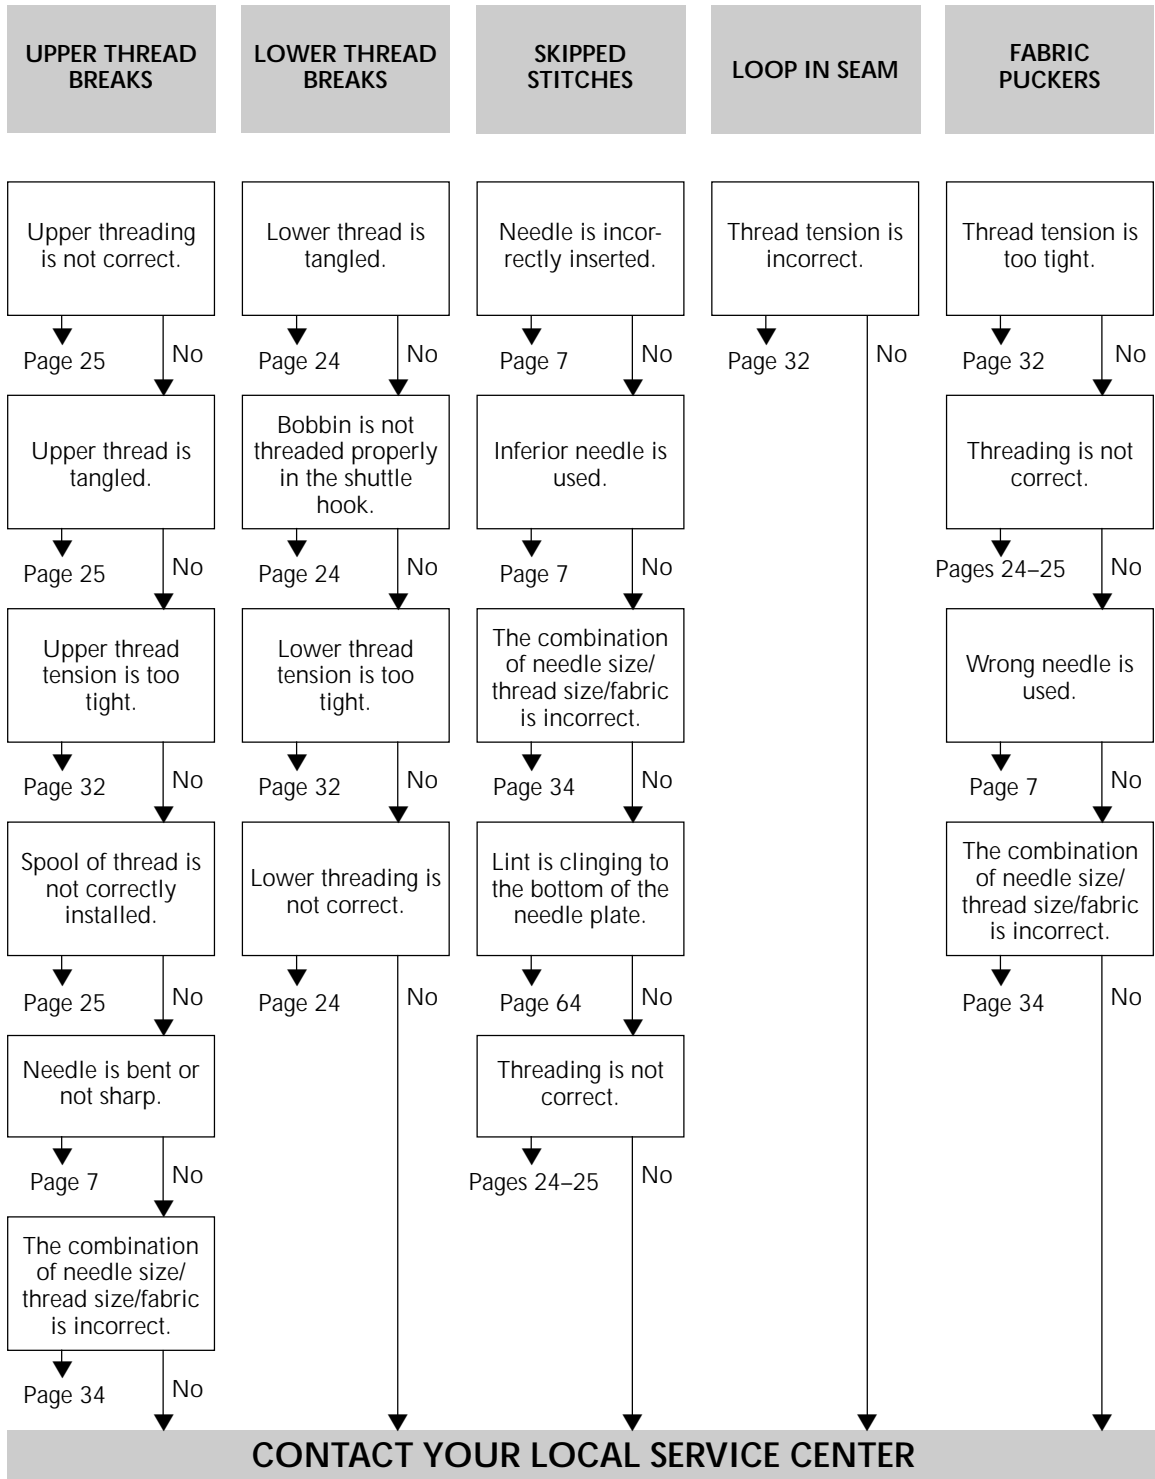 UPPER THREAD
BREAKS
Upper threading
is not correct.
Page 25
No
Upper thread is
tangled.
Page 25
No
Upper thread
tension is too
tight.
Page 32
No
Spool of thread is
not correctly
installed.
Page 25
No
Needle is bent or
not sharp.
Page 7
No
The combination
of needle size/
thread size/fabric
is incorrect.
Page 34
No
LOWER THREAD
BREAKS
Lower thread is
tangled.
Page 24
No
Bobbin is not
threaded properly
in the shuttle
hook.
Page 24
No
Lower thread
tension is too
tight.
Page 32
No
Lower threading is
not correct.
Page 24
No
SKIPPED
STITCHES
Needle is incor-
rectly inserted.
Page 7
No
Inferior needle is
used.
Page 7
No
The combination
of needle size/
thread size/fabric
is incorrect.
Page 34
No
Lint is clinging to
the bottom of the
needle plate.
Page 64
No
Threading is not
correct.
Pages 24–25
No
LOOP IN SEAM
Thread tension is
incorrect.
Page 32
No
FABRIC
PUCKERS
Thread tension is
too tight.
Page 32
No
Threading is not
correct.
Pages 24–25
No
Wrong needle is
used.
Page 7
No
The combination
of needle size/
thread size/fabric
is incorrect.
Page 34
No
CONTACT YOUR LOCAL SERVICE CENTER